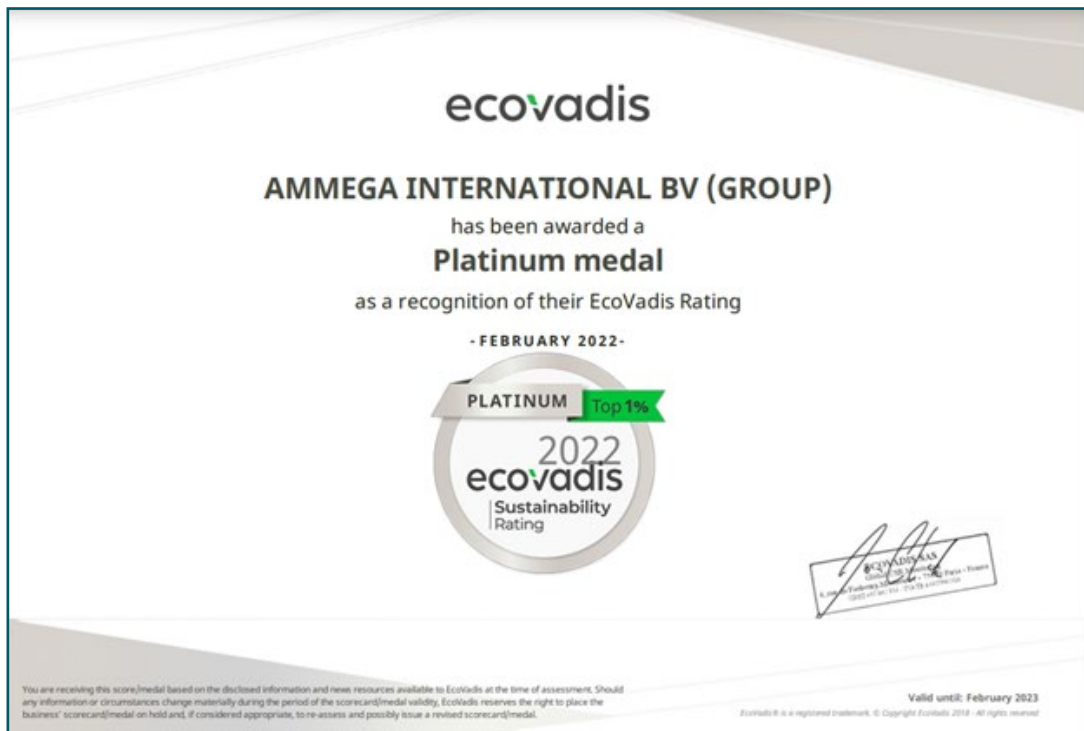 ecovadis
AMMEGA INTERNATIONAL BV (GROUP)
has been awarded a
Platinum medal
as a recognition of their EcoVadis Rating
- FEBRUARY 2022-
PLATINUM Top 1%
2022
ecovadis
Sustainability
Rating
ECOVADIS SAS
You are receiving this score/medal based on the disclosed information and news resources available to EcoVadis at the time of assessment. Should
any information or circumstances change materially during the period of the scorecard/medal validity, EcoVadis reserves the right to place the
business' scorecard/medal on hold and, if considered appropriate, to re-assess and possibly issue a revised scorecard/medal.
Valid until: February 2023
EcoVadis® is a registered trademark. © Copyright EcoVadis 2018 - All rights reserved